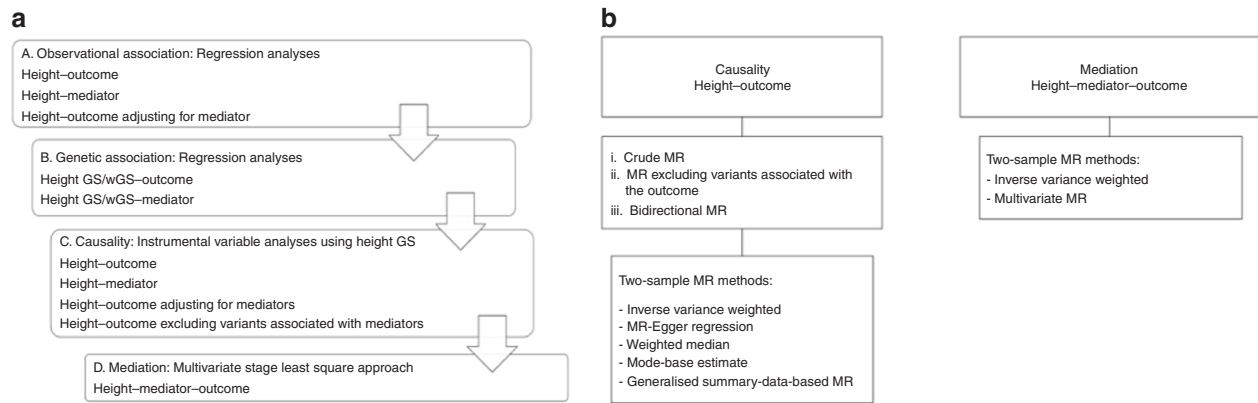 a
A. Observational association: Regression analyses
Height–outcome
Height–mediator
Height–outcome adjusting for mediator
B. Genetic association: Regression analyses
Height GS/wGS–outcome
Height GS/wGS–mediator
C. Causality: Instrumental variable analyses using height GS
Height–outcome
Height–mediator
Height–outcome adjusting for mediators
Height–outcome excluding variants associated with mediators
D. Mediation: Multivariate stage least square approach
Height–mediator–outcome
b
Causality
Height–outcome
i. Crude MR
ii. MR excluding variants associated with
the outcome
iii. Bidirectional MR
Two-sample MR methods:
- Inverse variance weighted
- MR-Egger regression
- Weighted median
- Mode-base estimate
- Generalised summary-data-based MR
Mediation
Height–mediator–outcome
Two-sample MR methods:
- Inverse variance weighted
- Multivariate MR